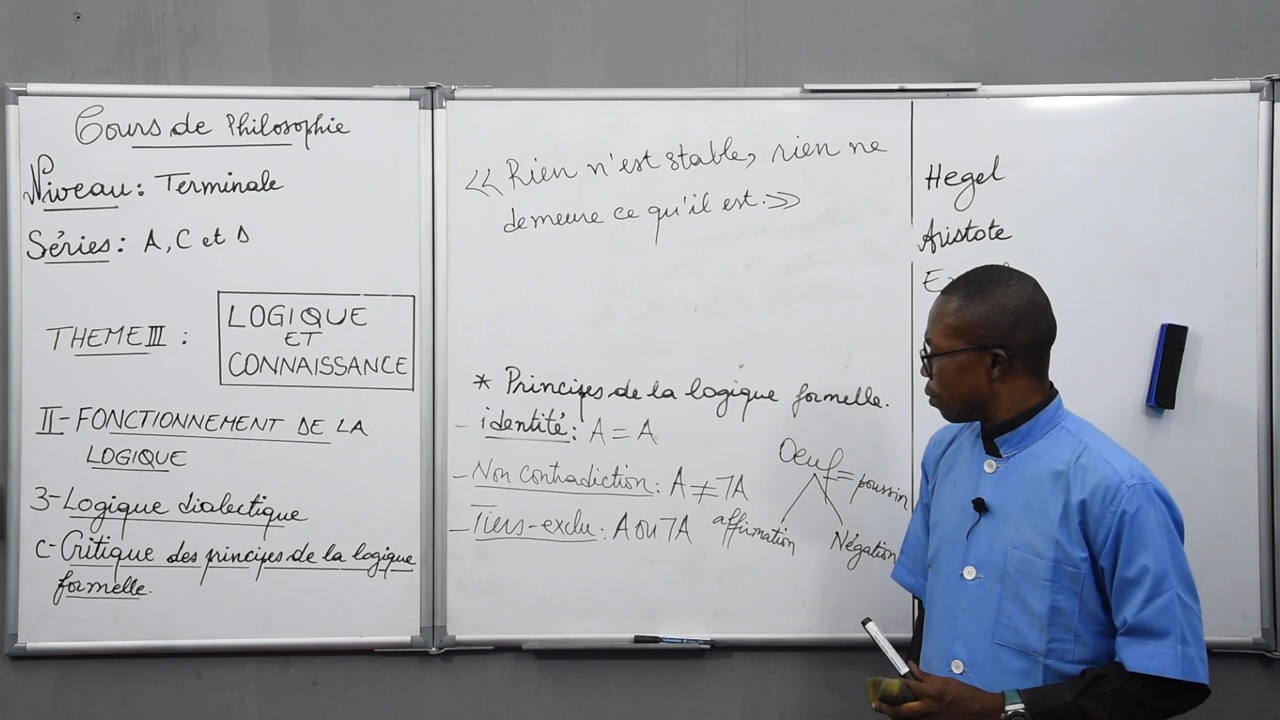 Cours de Philosophie
Niveau : Terminale
Séries : A, C et D
THEME III :
LOGIQUE
ET
CONNAISSANCE
II- FONCTIONNEMENT DE LA
LOGIQUE
3- Logique dialectique
c- Critique des principes de la logique
formelle.
<< Rien n'est stable, rien ne
demeure ce qu'il est. >>
* Principes de la logique formelle.
- identité : A = A
- Non contradiction : A ≠ ⅂A
- Tiers-exclu : A ou ⅂A
Oeuf = poussin
affirmation
Négation
Hegel
Aristote